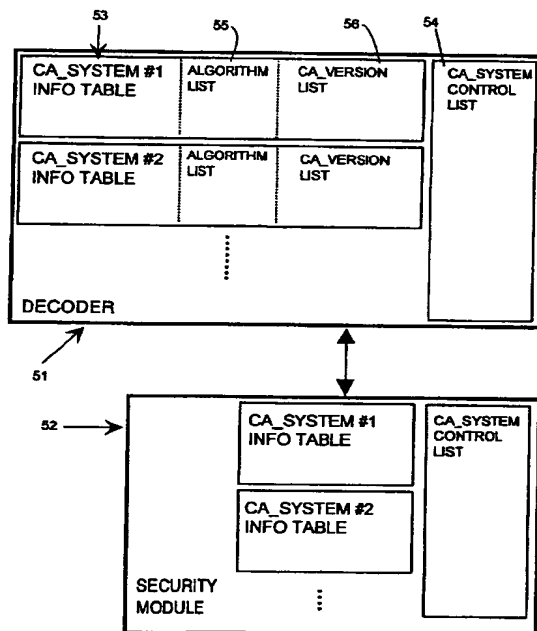 53
55
56
54
CA_SYSTEM #1
INFO TABLE
ALGORITHM
LIST
CA_VERSION
LIST
CA_SYSTEM
CONTROL
LIST
CA_SYSTEM #2
INFO TABLE
ALGORITHM
LIST
CA_VERSION
LIST
DECODER
51
52
CA_SYSTEM #1
INFO TABLE
CA_SYSTEM
CONTROL
LIST
CA_SYSTEM #2
INFO TABLE
SECURITY
MODULE